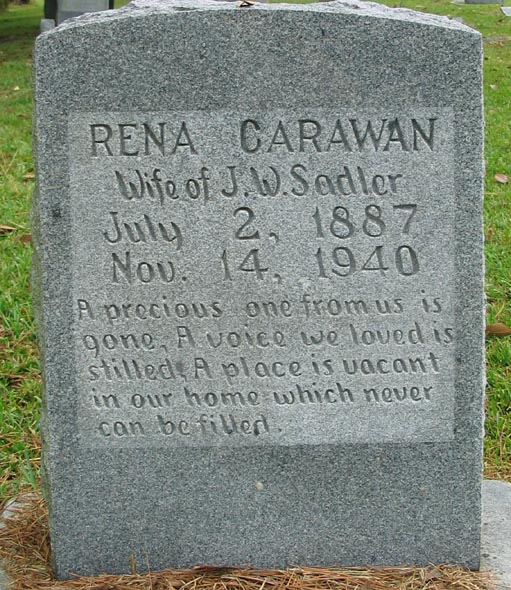 RENA CARAWAN
Wife of J.W. Sadler
July 2, 1887
Nov. 14, 1940
A precious one from us is
gone, A voice we loved is
stilled, A place is vacant
in our home which never
can be filled.